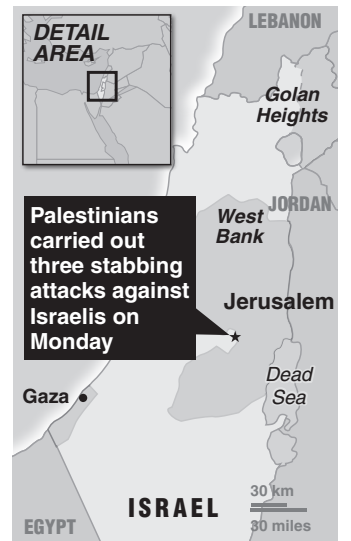 DETAIL
AREA
LEBANON
Golan
Heights
JORDAN
West
Bank
Palestinians
carried out
three stabbing
attacks against
Israelis on
Monday
Jerusalem
Dead
Sea
Gaza
ISRAEL
30 km
30 miles
EGYPT